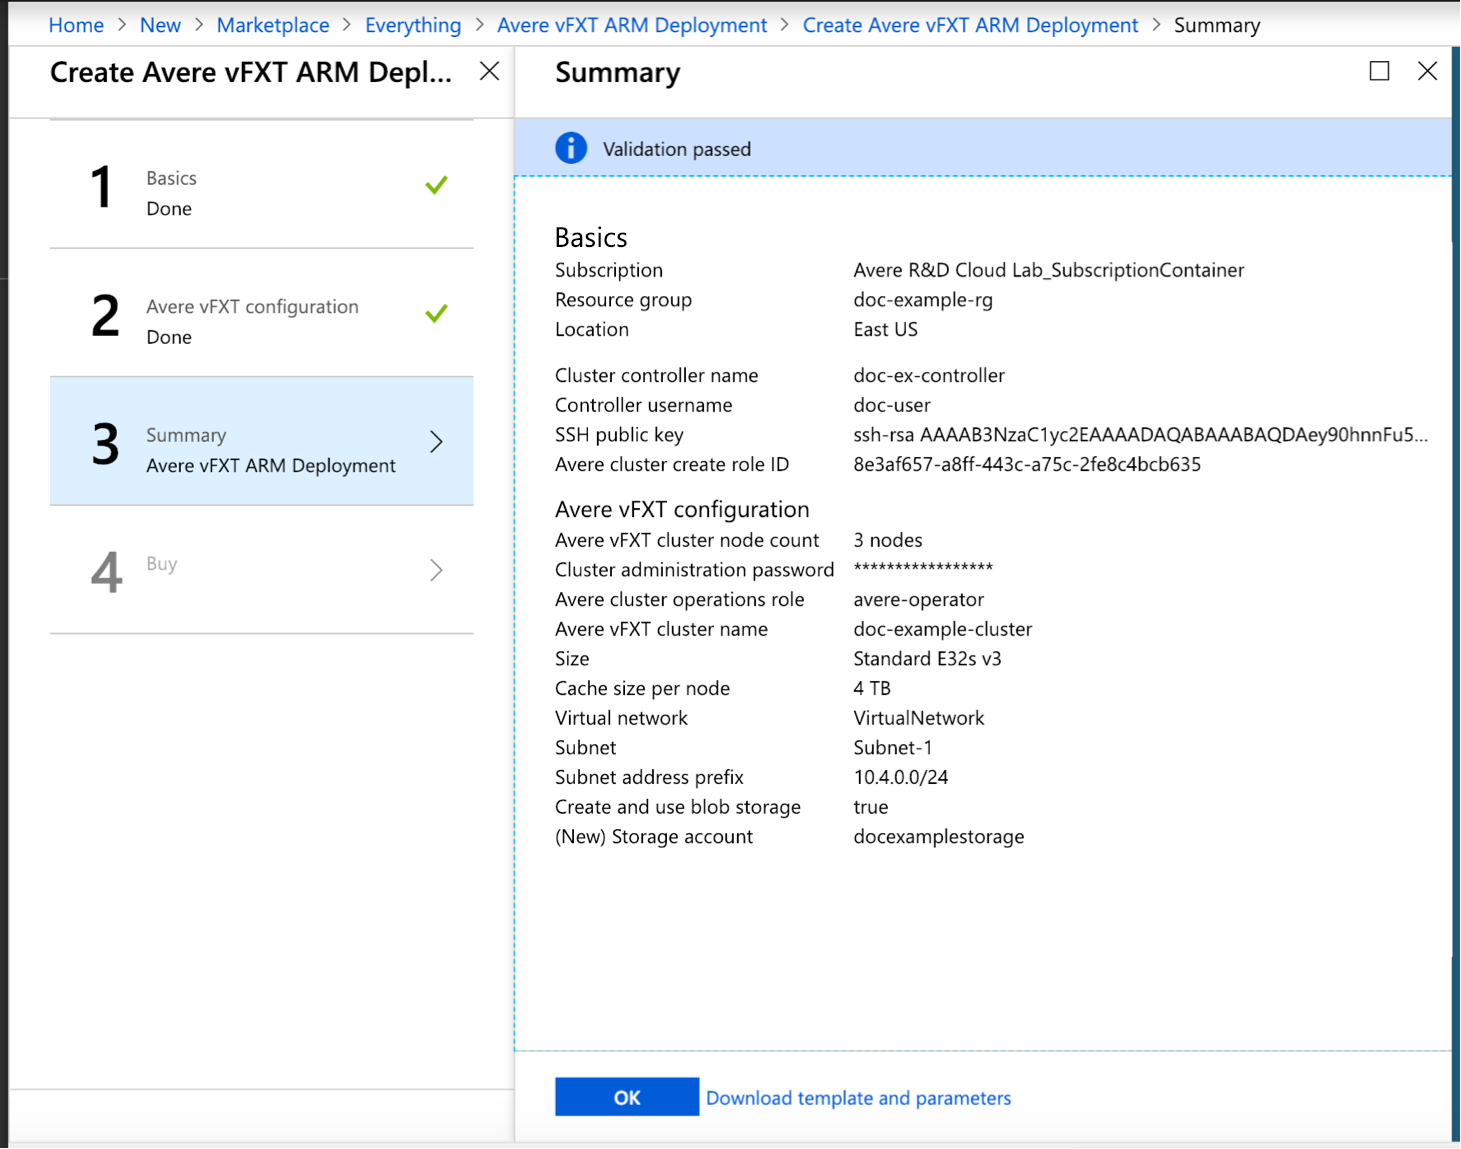 Home > New > Marketplace > Everything > Avere vFXT ARM Deployment > Create Avere vFXT ARM Deployment > Summary
Create Avere vFXT ARM Depl...
1
Basics
Done
2
Avere vFXT configuration
Done
3
Summary
Avere vFXT ARM Deployment
4
Buy
Summary
Validation passed
Basics
Subscription Avere R&D Cloud Lab_SubscriptionContainer
Resource group doc-example-rg
Location East US
Cluster controller name doc-ex-controller
Controller username doc-user
SSH public key ssh-rsa AAAAB3NzaC1yc2EAAAADAQABAAABAQDAey90hnnFu5...
Avere cluster create role ID 8e3af657-a8ff-443c-a75c-2fe8c4bcb635
Avere vFXT configuration
Avere vFXT cluster node count 3 nodes
Cluster administration password *****************
Avere cluster operations role avere-operator
Avere vFXT cluster name doc-example-cluster
Size Standard E32s v3
Cache size per node 4 TB
Virtual network VirtualNetwork
Subnet Subnet-1
Subnet address prefix 10.4.0.0/24
Create and use blob storage true
(New) Storage account docexamplestorage
OK Download template and parameters